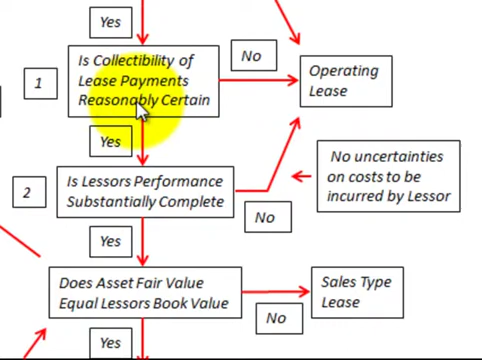 Yes
1
Is Collectibility of
Lease Payments
Reasonably Certain
No
Operating
Lease
Yes
2
Is Lessors Performance
Substantially Complete
No
No uncertainties
on costs to be
incurred by Lessor
Yes
Does Asset Fair Value
Equal Lessors Book Value
No
Sales Type
Lease
Yes